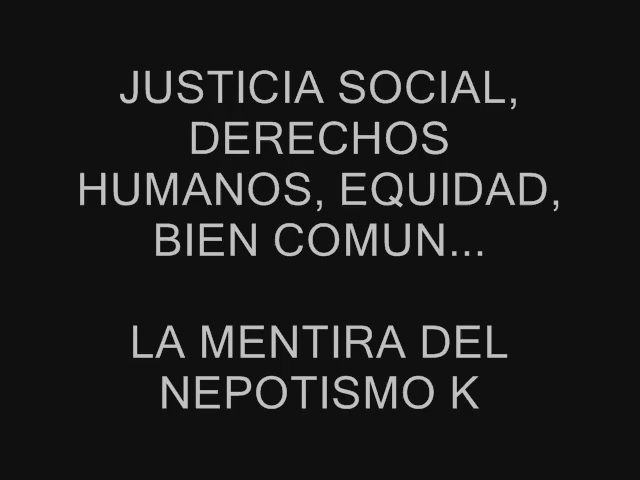 JUSTICIA SOCIAL,
DERECHOS
HUMANOS, EQUIDAD,
BIEN COMUN...
LA MENTIRA DEL
NEPOTISMO K